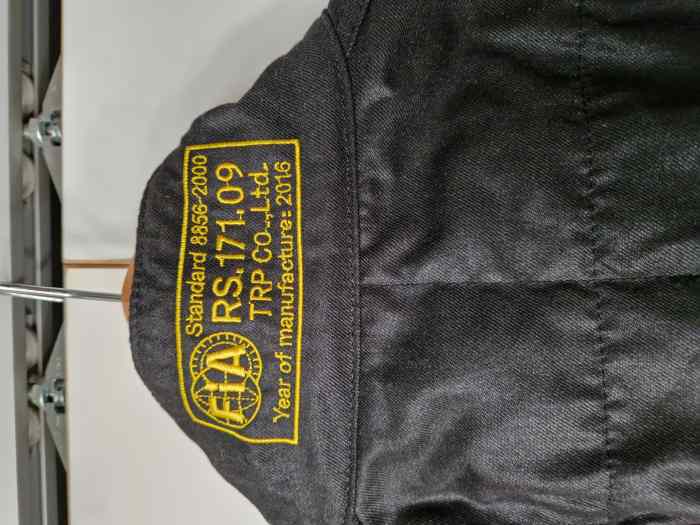 Standard 8856-2000
FIA RS.171.09
TRP CO.,Ltd.
Year of manufacture: 2016